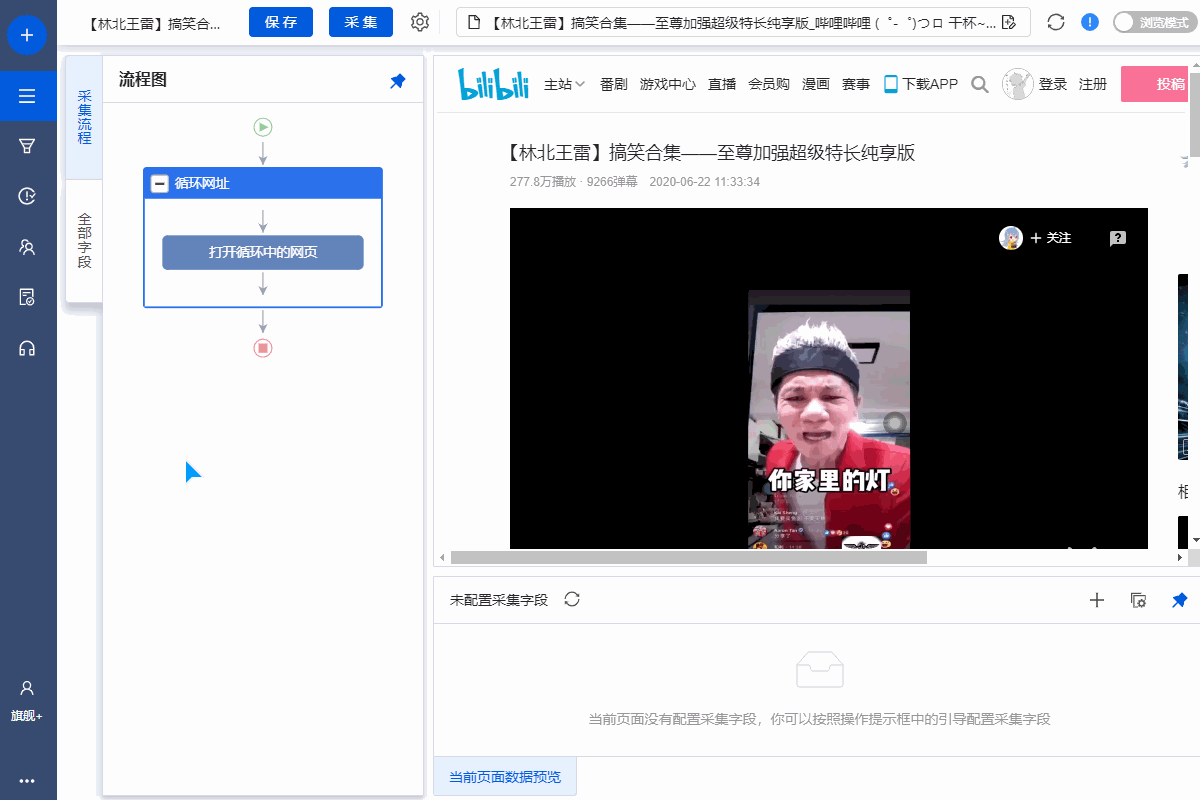 【林北王雷】搞笑合... 保存 采集 【林北王雷】搞笑合集——至尊加强超级特长纯享版_哔哩哔哩 ( ゜- ゜)つロ 干杯~... 浏览模式
采集流程
全部字段
旗舰+
流程图
循环网址
打开循环中的网页
bilibili 主站 番剧 游戏中心 直播 会员购 漫画 赛事 下载APP 登录 注册 投稿
【林北王雷】搞笑合集——至尊加强超级特长纯享版
277.8万播放 · 9266弹幕 2020-06-22 11:33:34
+ 关注
你家里的灯
未配置采集字段
当前页面没有配置采集字段，你可以按照操作提示框中的引导配置采集字段
当前页面数据预览